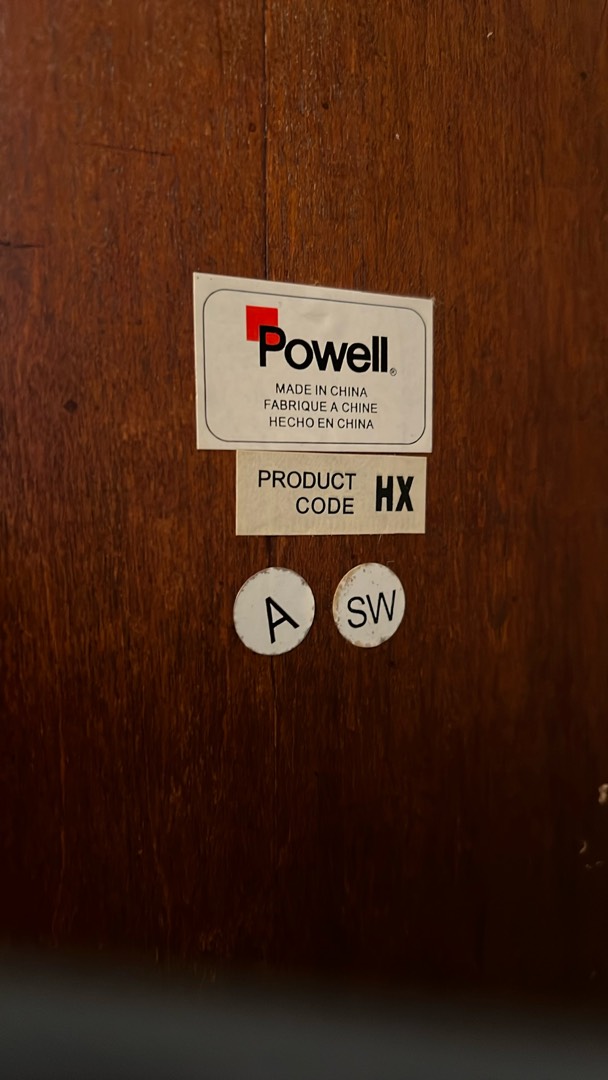 Powell®
MADE IN CHINA
FABRIQUE A CHINE
HECHO EN CHINA
PRODUCT CODE HX
A SW